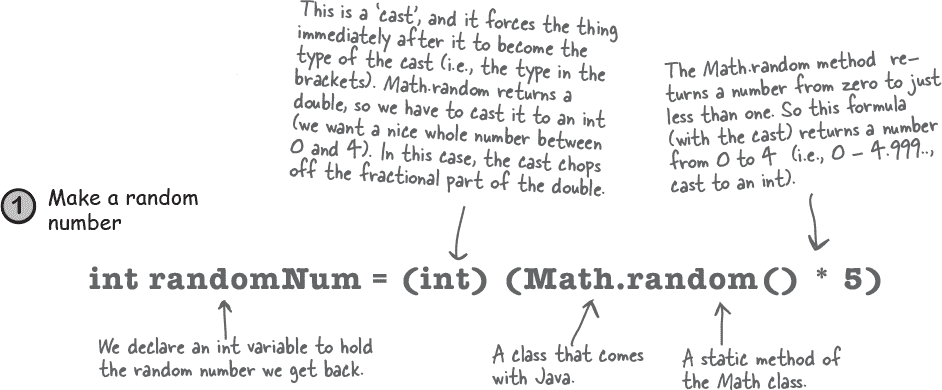 This is a 'cast', and it forces the thing
immediately after it to become the
type of the cast (i.e., the type in the
brackets). Math.random returns a
double, so we have to cast it to an int
(we want a nice whole number between
0 and 4). In this case, the cast chops
off the fractional part of the double.
The Math.random method re-
turns a number from zero to just
less than one. So this formula
(with the cast) returns a number
from 0 to 4 (i.e., 0 – 4.999..,
cast to an int).
1 Make a random
number
int randomNum = (int) (Math.random() * 5)
We declare an int variable to hold
the random number we get back.
A class that comes
with Java.
A static method of
the Math class.